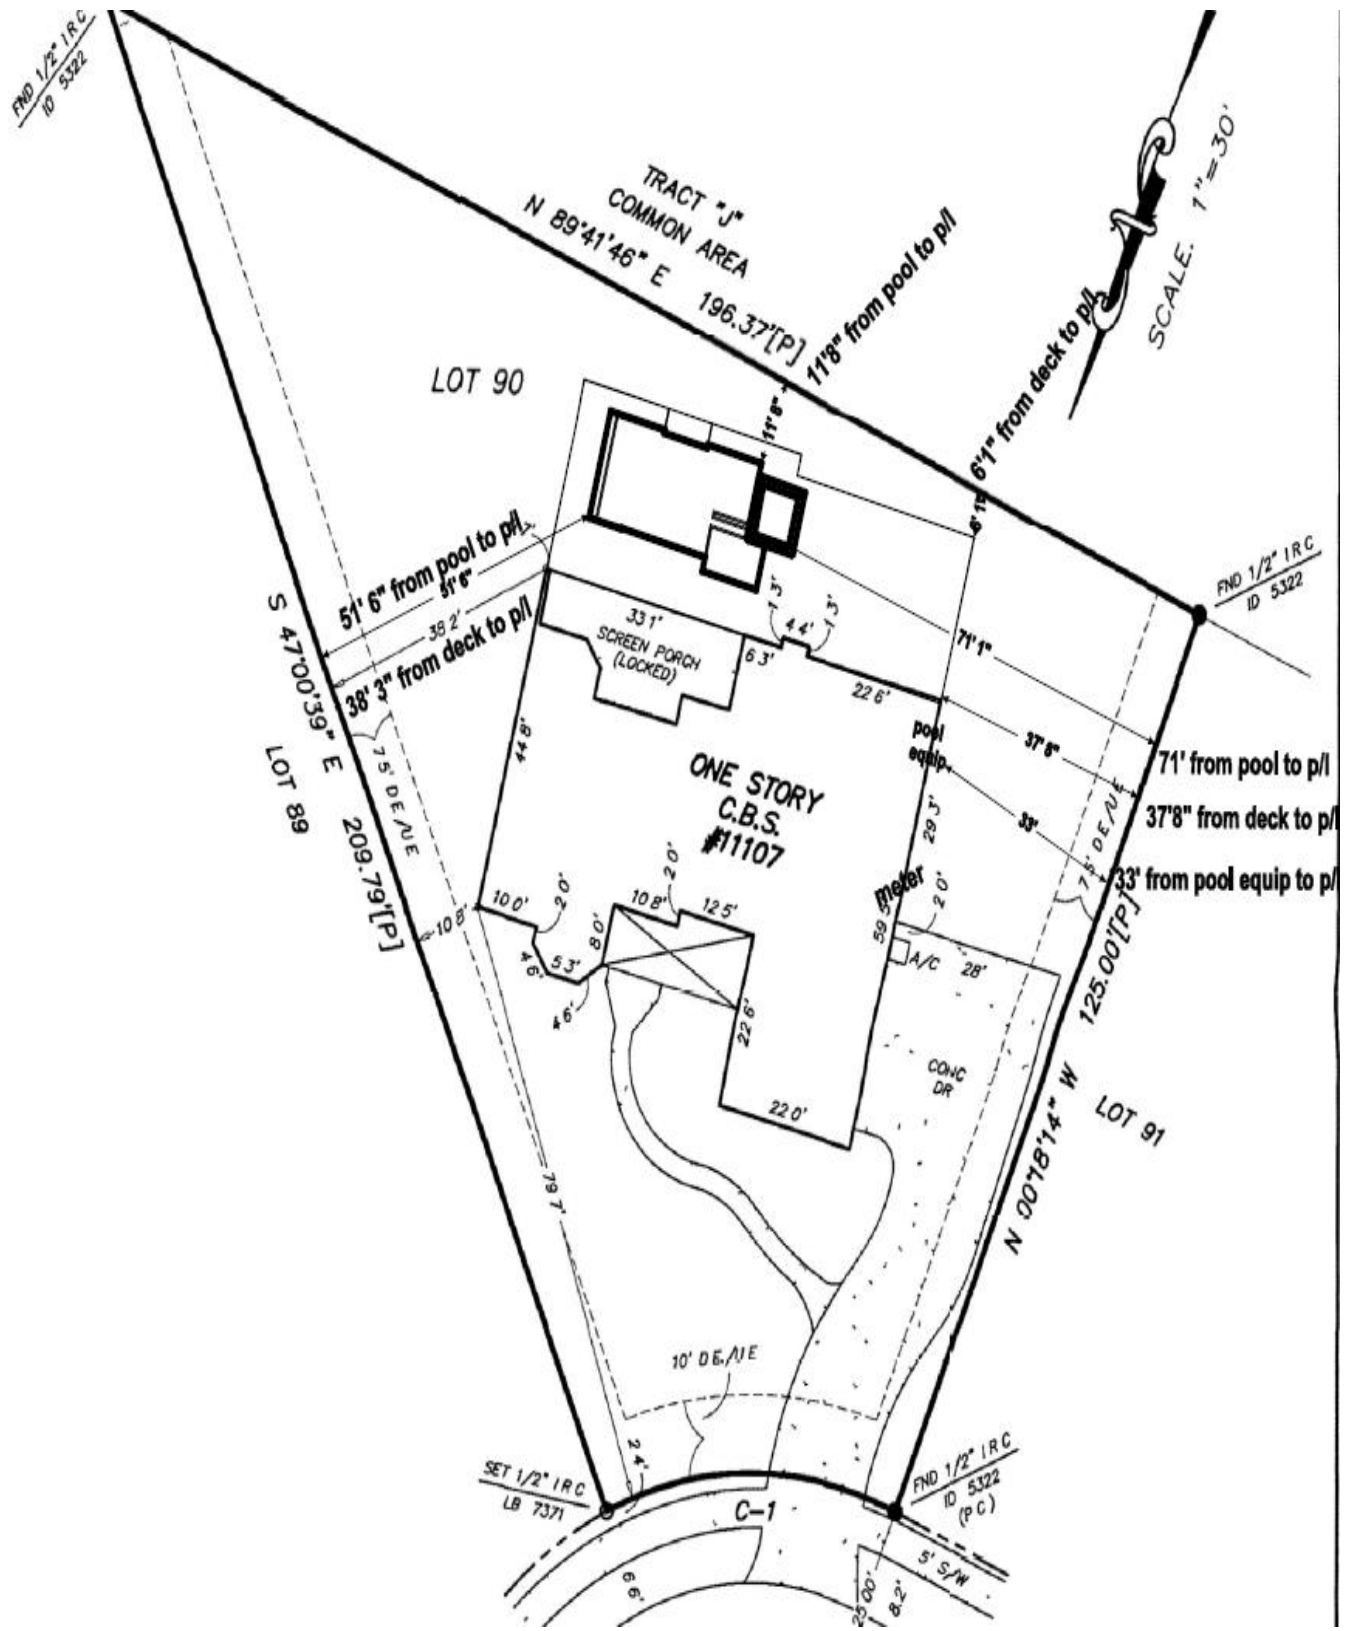 FND 1/2" IRC
ID 5322
TRACT "J"
COMMON AREA
N 89°41'46" E 196.37'[P]
11'8" from pool to p/l
6'1" from deck to p/l
SCALE: 1"=30'
LOT 90
11'8"
6'1"
FND 1/2" IRC
ID 5322
51' 6" from pool to p/l
51'6"
38 2'
38' 3" from deck to p/l
33 1'
SCREEN PORCH
(LOCKED)
6 3'
1 3'
4 4'
1 3'
22 6'
71'1"
71' from pool to p/l
37'8"
37'8" from deck to p/l
pool
equip
33'
33' from pool equip to p/l
S 47°00'39" E 209.79'[P]
LOT 89
7 5' DE/UE
44 8'
ONE STORY
C.B.S.
#11107
29 3'
meter
59 5'
2 0'
7 5' DE/UE
10 8'
10 0'
2 0'
4 6'
5 3'
4 6'
8 0'
10 8'
2 0'
12 5'
A/C
28'
22 6'
22 0'
CONC
DR
N 00°18'14" W 125.00'[P]
LOT 91
79 7'
10' DE/UE
2 4'
SET 1/2" IRC
LB 7371
C-1
FND 1/2" IRC
ID 5322
(PC)
5' S/W
6 6'
25 00'
8.2'